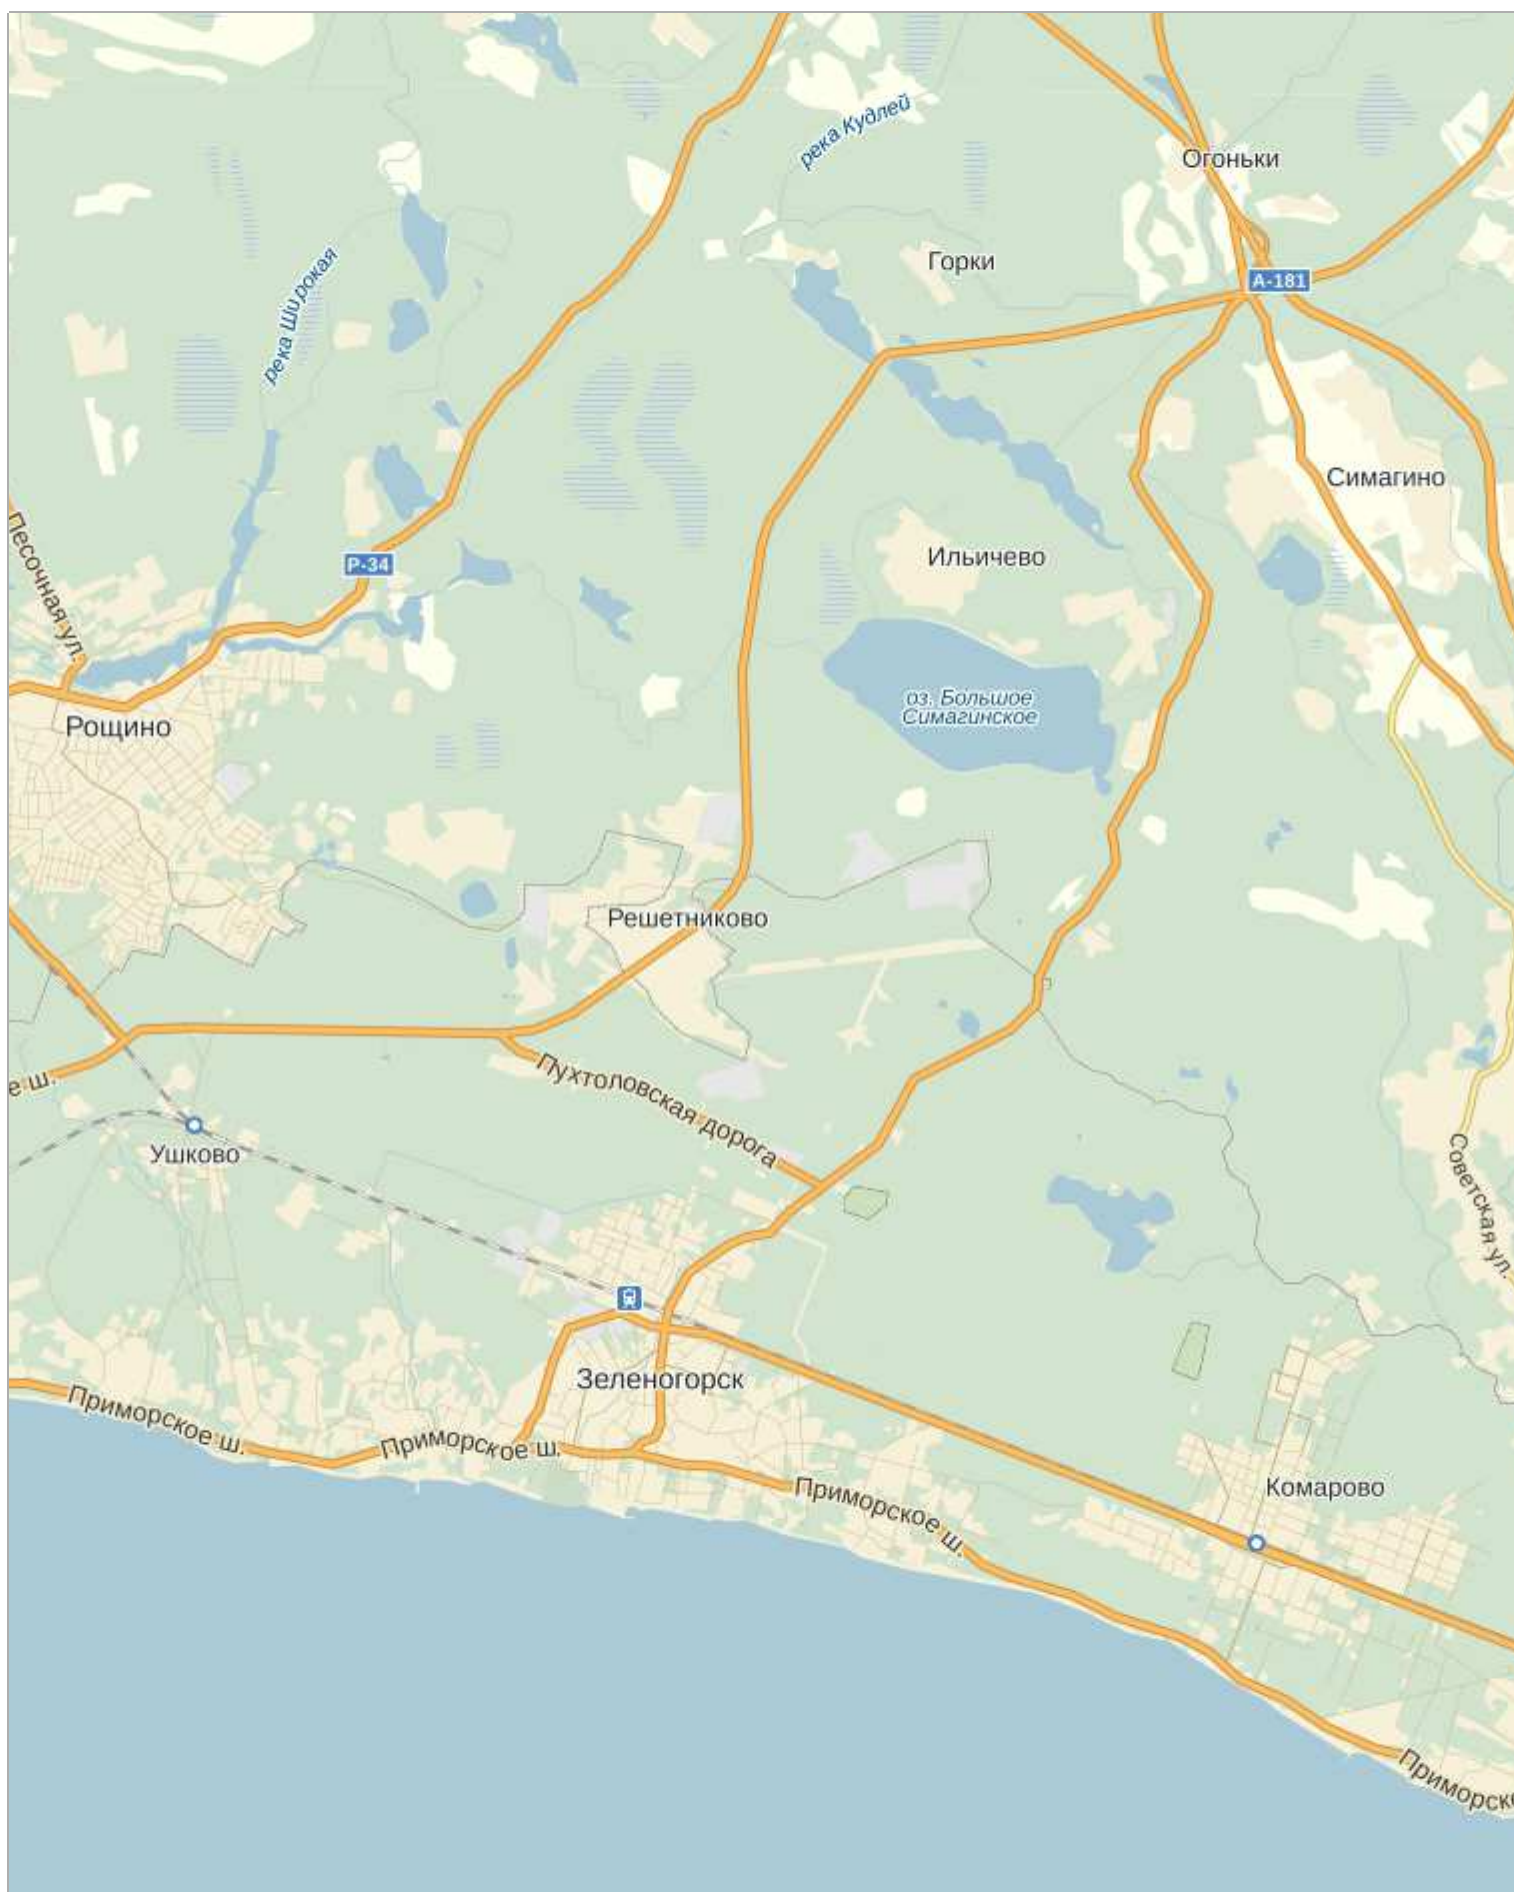 река Кудлей
Огоньки
Горки
А-181
река Широкая
Симагино
Песочная ул.
Р-34
Ильичево
оз. Большое
Симагинское
Рощино
Решетниково
е ш.
Пухтоловская дорога
Ушково
Советская ул.
Зеленогорск
Приморское ш.
Приморское ш.
Приморское ш.
Комарово
Приморск